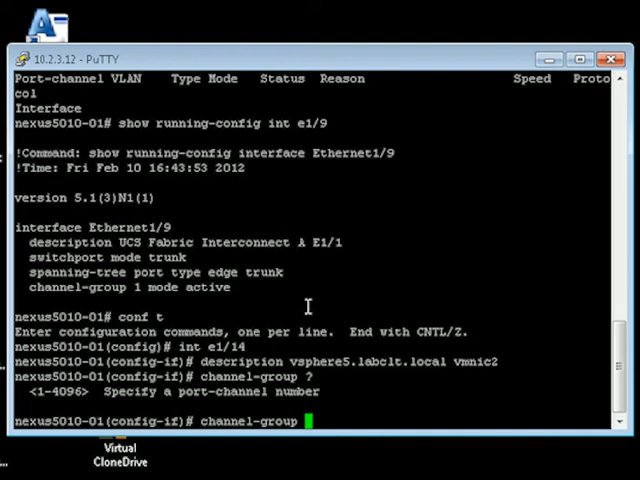 10.2.3.12 - PuTTY
Port-channel VLAN    Type Mode   Status  Reason                    Speed   Proto
col
Interface
nexus5010-01# show running-config int e1/9
!Command: show running-config interface Ethernet1/9
!Time: Fri Feb 10 16:43:53 2012
version 5.1(3)N1(1)
interface Ethernet1/9
  description UCS Fabric Interconnect A E1/1
  switchport mode trunk
  spanning-tree port type edge trunk
  channel-group 1 mode active
nexus5010-01# conf t
Enter configuration commands, one per line.  End with CNTL/Z.
nexus5010-01(config)# int e1/14
nexus5010-01(config-if)# description vsphere5.labclt.local vmnic2
nexus5010-01(config-if)# channel-group ?
  <1-4096>  Specify a port-channel number
nexus5010-01(config-if)# channel-group
Virtual
CloneDrive